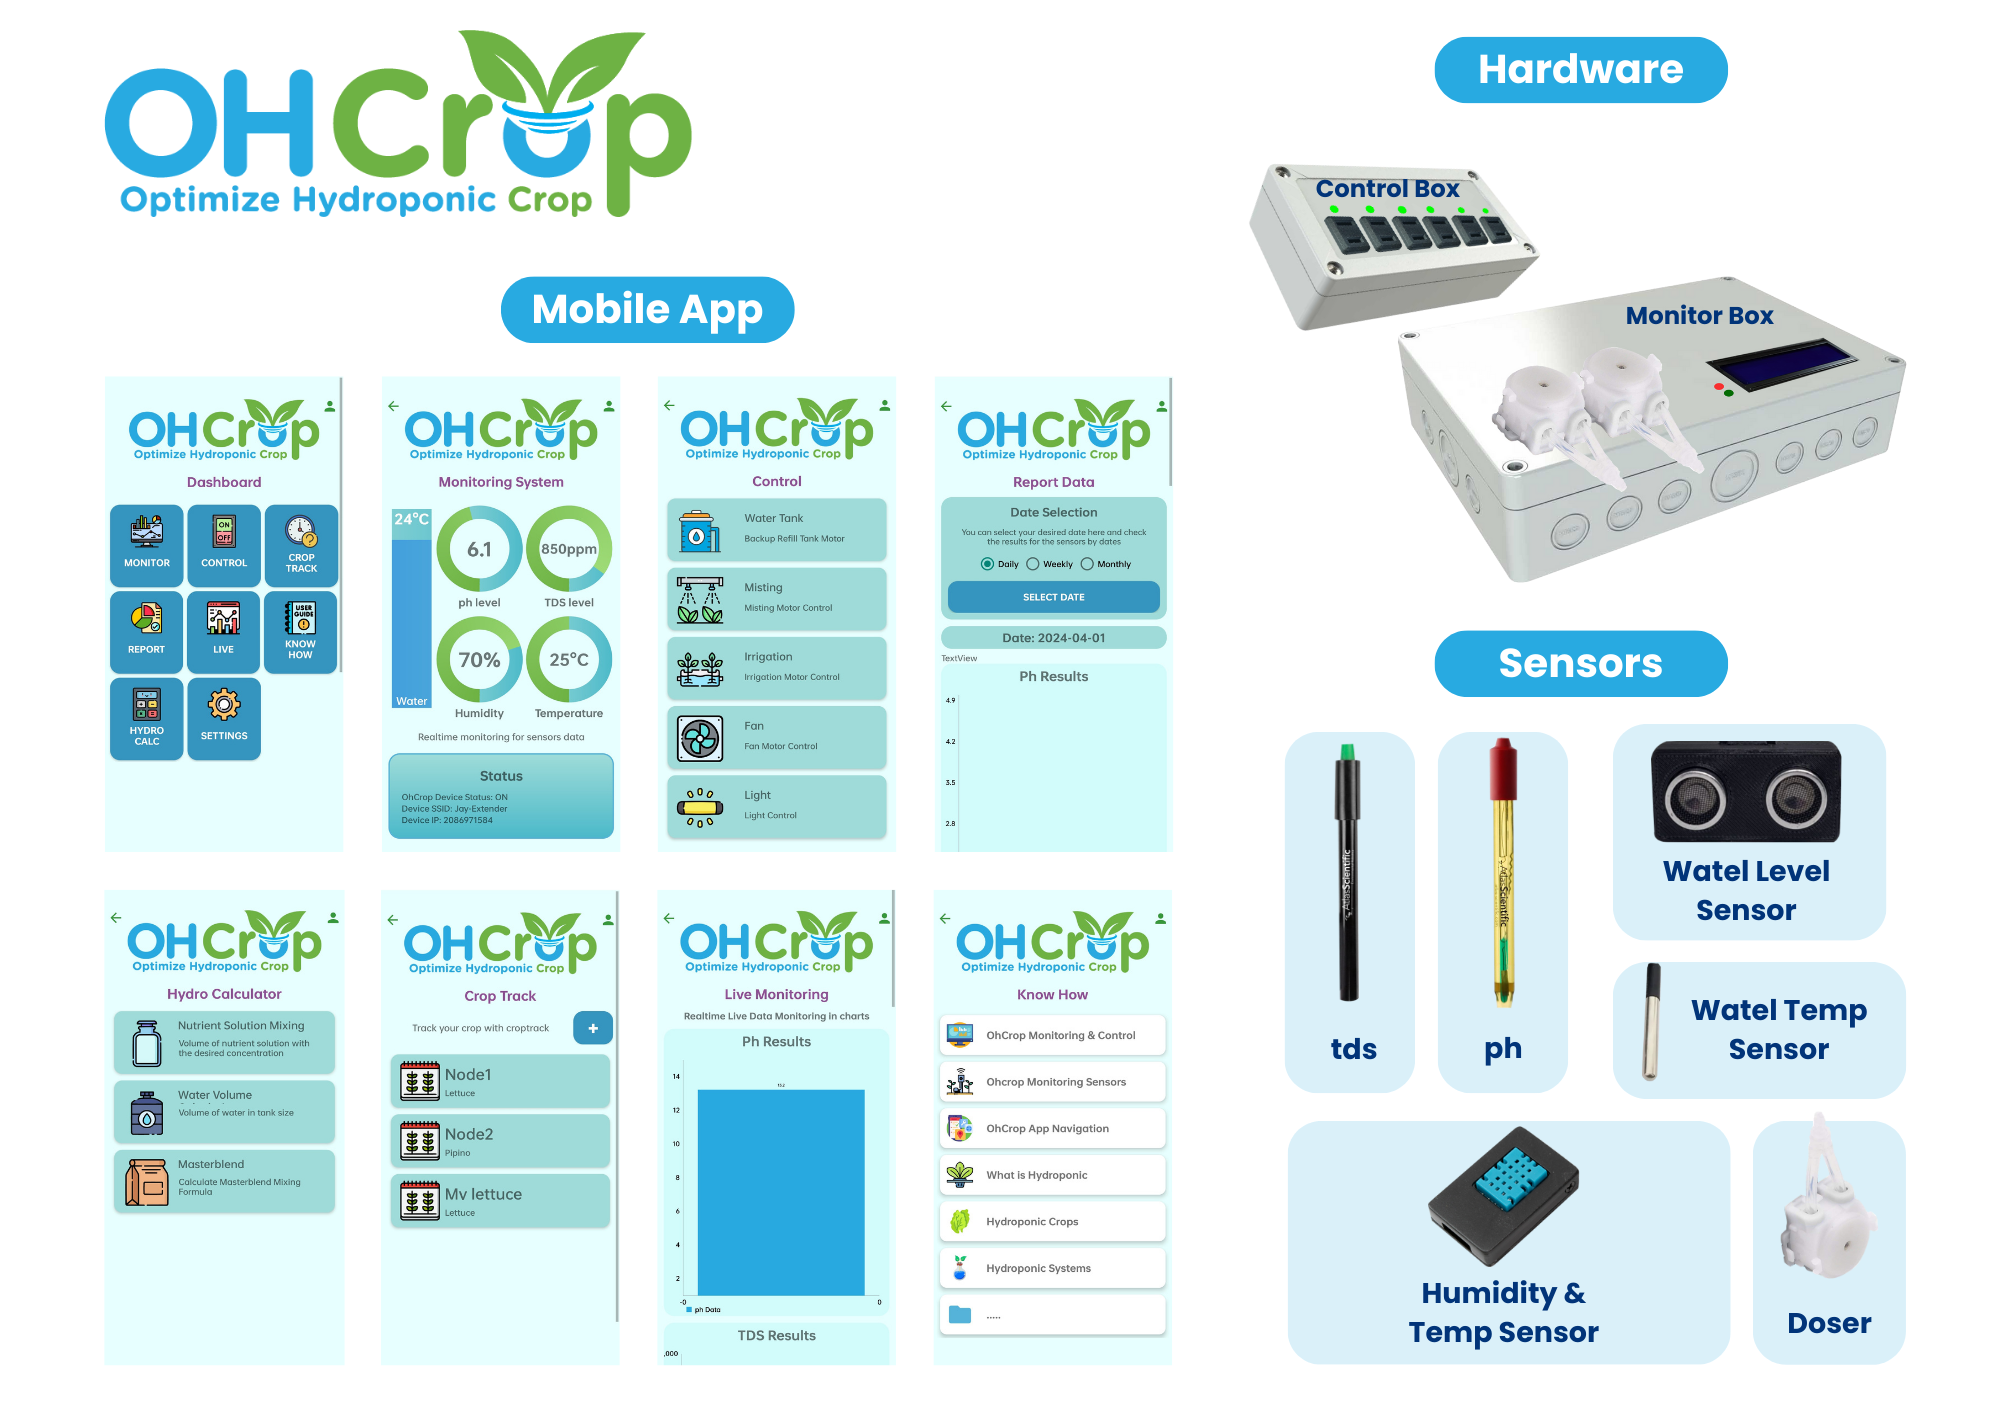 OHCrop
Optimize Hydroponic Crop
Mobile App
OHCrop
Optimize Hydroponic Crop
Dashboard
MONITOR
CONTROL
CROP
TRACK
REPORT
LIVE
USER
GUIDE
KNOW
HOW
ON
OFF
HYDRO
CALC
SETTINGS
OHCrop
Optimize Hydroponic Crop
Monitoring System
24°C
Water
6.1
ph level
850ppm
TDS level
70%
Humidity
25°C
Temperature
Realtime monitoring for sensors data
Status
OhCrop Device Status: ON
Device SSID: Jay-Extender
Device IP: 2086971584
OHCrop
Optimize Hydroponic Crop
Control
Water Tank
Backup Refill Tank Motor
Misting
Misting Motor Control
Irrigation
Irrigation Motor Control
Fan
Fan Motor Control
Light
Light Control
OHCrop
Optimize Hydroponic Crop
Report Data
Date Selection
You can select your desired date here and check
the results for the sensors by dates
Daily Weekly Monthly
SELECT DATE
Date: 2024-04-01
TextView
Ph Results
4.9
4.2
3.5
2.8
OHCrop
Optimize Hydroponic Crop
Hydro Calculator
Nutrient Solution Mixing
Volume of nutrient solution with
the desired concentration
Water Volume
Volume of water in tank size
Masterblend
Calculate Masterblend Mixing
Formula
OHCrop
Optimize Hydroponic Crop
Crop Track
Track your crop with croptrack
+
Node1
Lettuce
Node2
Pipino
Mv lettuce
Lettuce
OHCrop
Optimize Hydroponic Crop
Live Monitoring
Realtime Live Data Monitoring in charts
Ph Results
14
12
10
8
6
4
2
-0
0
ph Data
TDS Results
,000
OHCrop
Optimize Hydroponic Crop
Know How
OhCrop Monitoring & Control
Ohcrop Monitoring Sensors
OhCrop App Navigation
What is Hydroponic
Hydroponic Crops
Hydroponic Systems
.....
Hardware
Control Box
Monitor Box
Sensors
AtlasScientific
tds
AtlasScientific
ph
Watel Level
Sensor
Watel Temp
Sensor
Humidity &
Temp Sensor
Doser